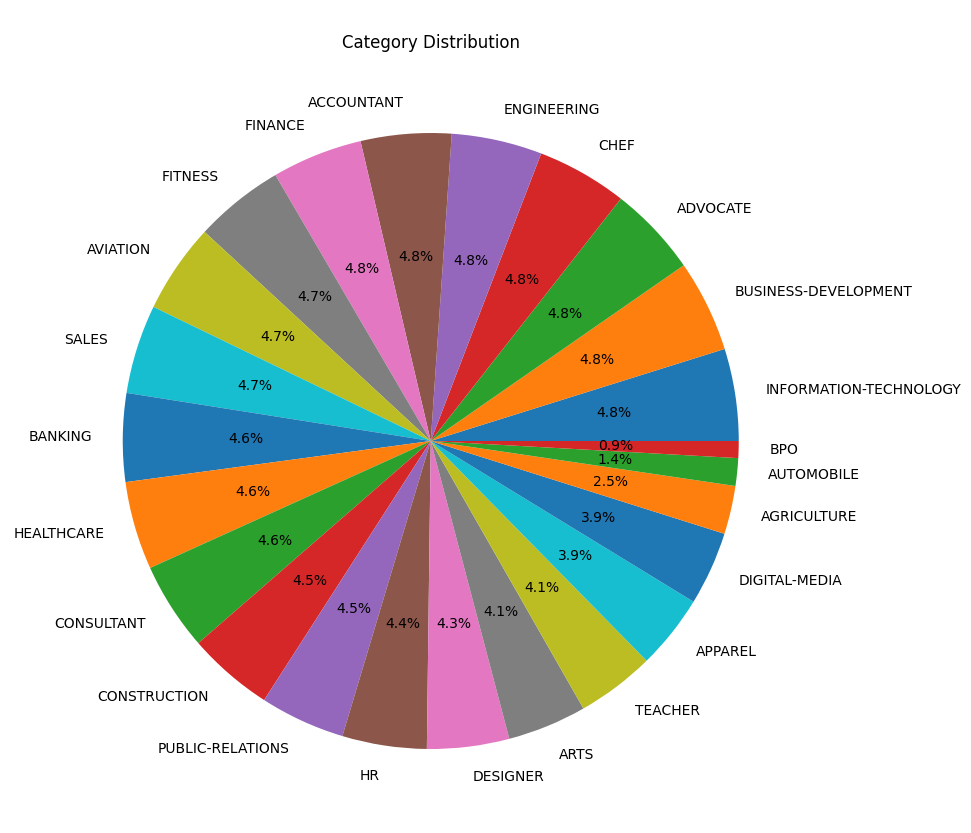 Category Distribution
ACCOUNTANT
ENGINEERING
FINANCE
CHEF
FITNESS
ADVOCATE
AVIATION
BUSINESS-DEVELOPMENT
SALES
INFORMATION-TECHNOLOGY
BANKING
BPO
AUTOMOBILE
HEALTHCARE
AGRICULTURE
CONSULTANT
DIGITAL-MEDIA
CONSTRUCTION
APPAREL
PUBLIC-RELATIONS
TEACHER
HR
DESIGNER
ARTS
4.8%
4.8%
4.8%
4.8%
4.7%
4.8%
4.7%
4.8%
4.7%
4.8%
4.6%
0.9%
1.4%
4.6%
2.5%
4.6%
3.9%
4.5%
3.9%
4.5%
4.1%
4.4%
4.3%
4.1%